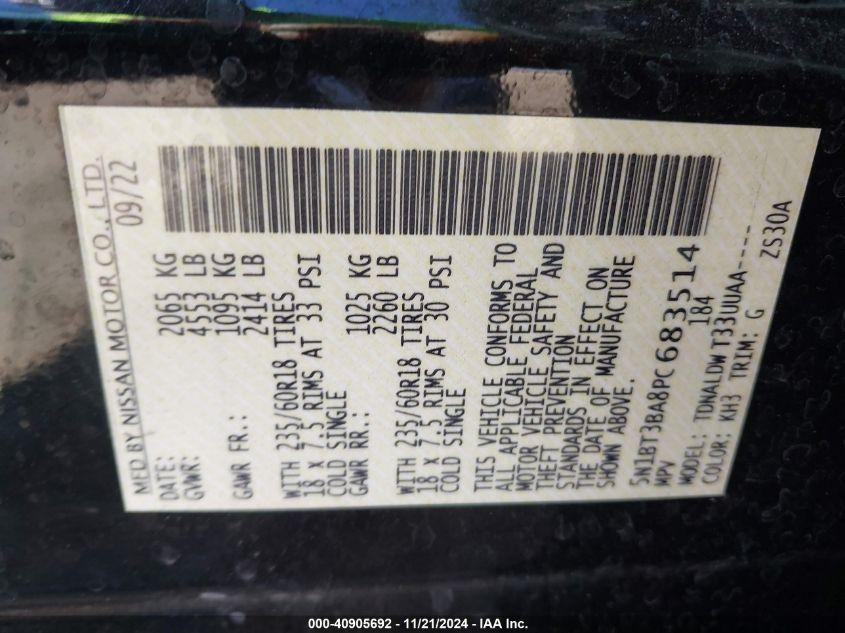 MFD BY NISSAN MOTOR CO., LTD.
DATE: 09/22
GVWR: 2065 KG
4553 LB
GAWR FR.: 1095 KG
2414 LB
WITH 235/60R18 TIRES
18 x 7.5 RIMS AT 33 PSI
COLD SINGLE
GAWR RR.: 1025 KG
2260 LB
WITH 235/60R18 TIRES
18 x 7.5 RIMS AT 30 PSI
COLD SINGLE
THIS VEHICLE CONFORMS TO
ALL APPLICABLE FEDERAL
MOTOR VEHICLE SAFETY AND
THEFT PREVENTION
STANDARDS IN EFFECT ON
THE DATE OF MANUFACTURE
SHOWN ABOVE.
5N1BT3BA8PC683514
MPV 184
MODEL: TDNALDW T33UUAA----
COLOR: KH3 TRIM: G
ZS30A
000-40905692 - 11/21/2024 - IAA Inc.